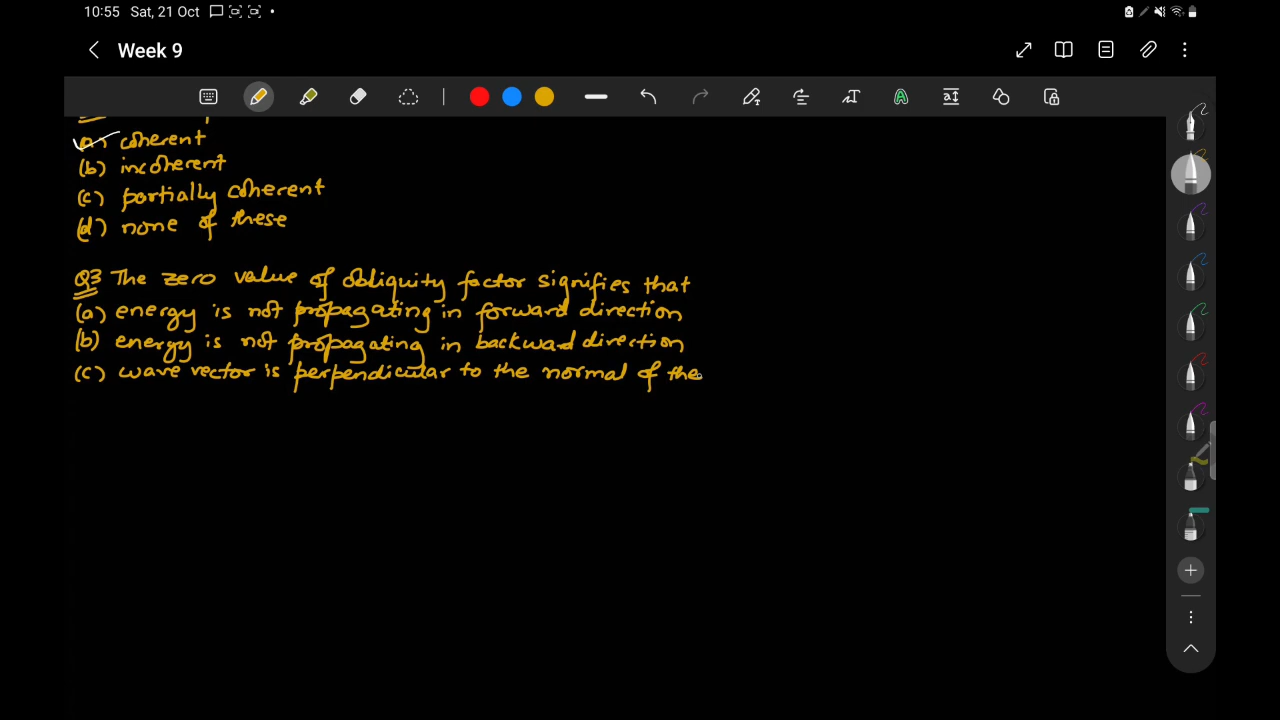 10:55 Sat, 21 Oct
Week 9
(a) coherent
(b) incoherent
(c) partially coherent
(d) none of these
Q3 The zero value of obliquity factor signifies that
(a) energy is not propagating in forward direction
(b) energy is not propagating in backward direction
(c) wave vector is perpendicular to the normal of the